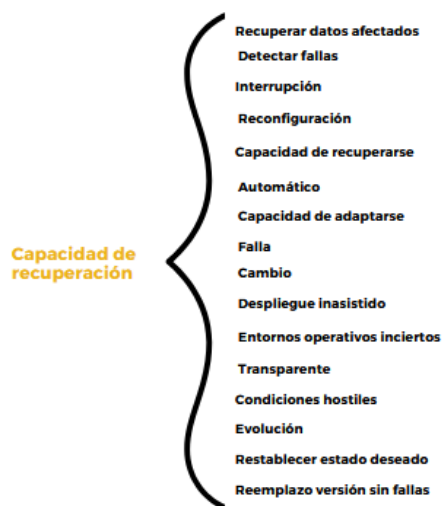 Capacidad de
recuperación
Recuperar datos afectados
Detectar fallas
Interrupción
Reconfiguración
Capacidad de recuperarse
Automático
Capacidad de adaptarse
Falla
Cambio
Despliegue inasistido
Entornos operativos inciertos
Transparente
Condiciones hostiles
Evolución
Restablecer estado deseado
Reemplazo versión sin fallas